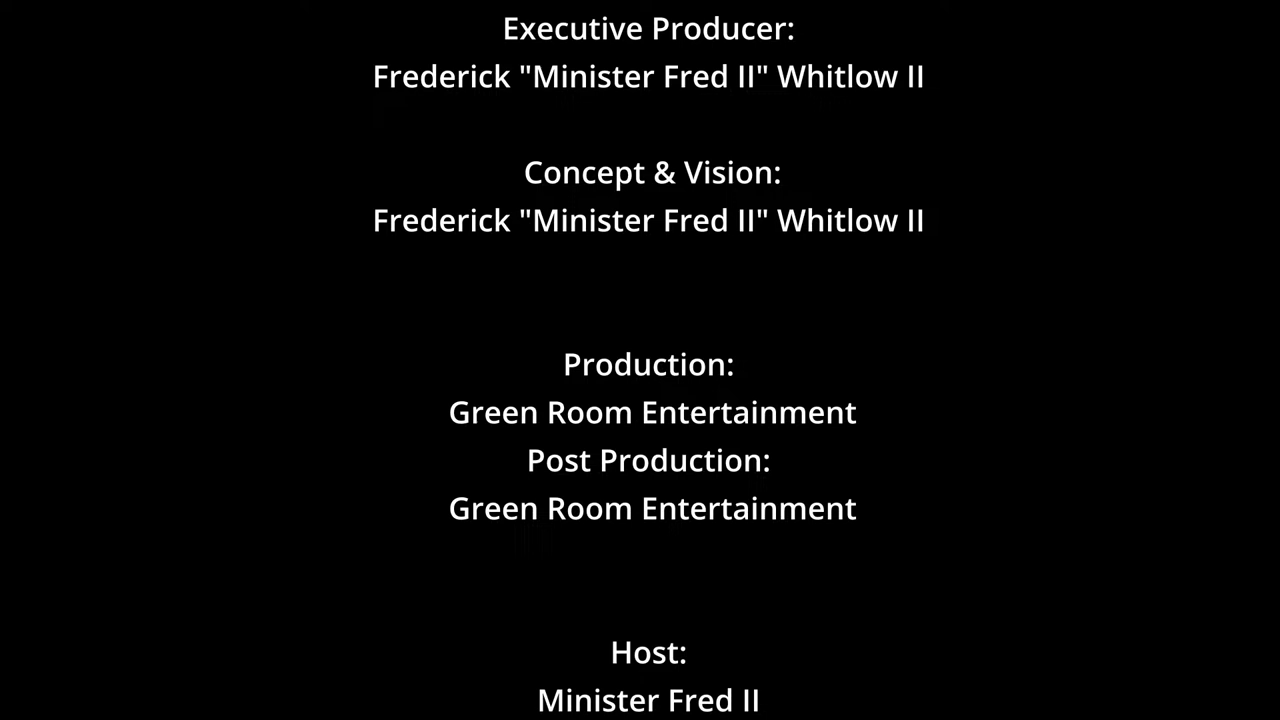 Executive Producer:
Frederick "Minister Fred II" Whitlow II
Concept & Vision:
Frederick "Minister Fred II" Whitlow II
Production:
Green Room Entertainment
Post Production:
Green Room Entertainment
Host:
Minister Fred II